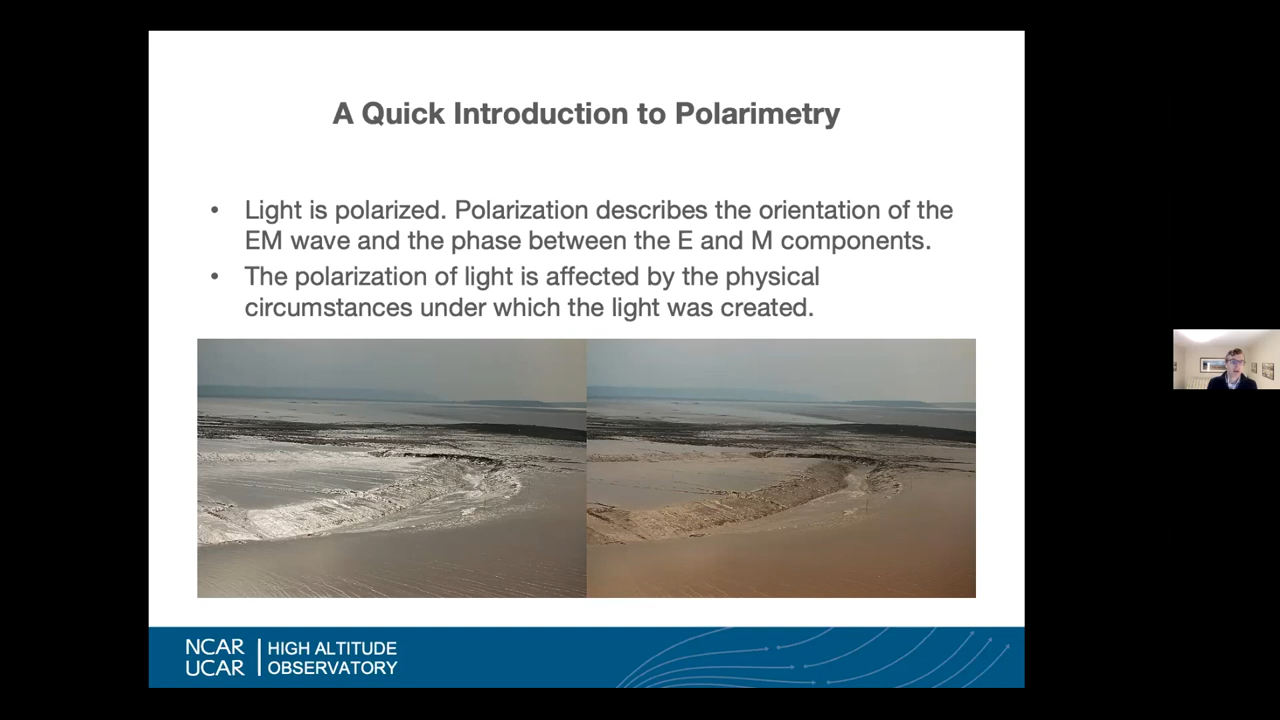 A Quick Introduction to Polarimetry
• Light is polarized. Polarization describes the orientation of the
EM wave and the phase between the E and M components.
• The polarization of light is affected by the physical
circumstances under which the light was created.
NCAR
UCAR
HIGH ALTITUDE
OBSERVATORY